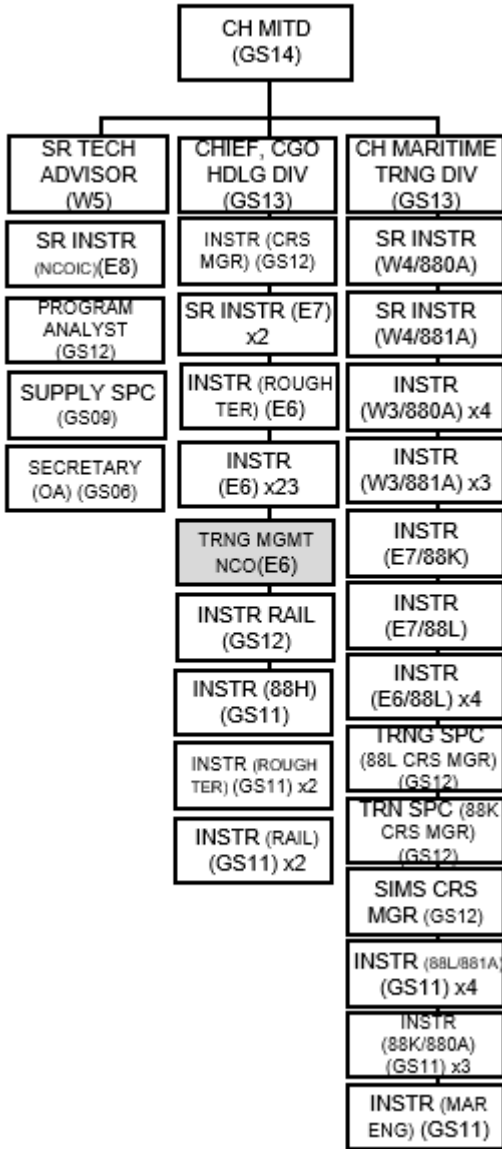 CH MITD
(GS14)
SR TECH
ADVISOR
(W5)
SR INSTR
(NCOIC)(E8)
PROGRAM
ANALYST
(GS12)
SUPPLY SPC
(GS09)
SECRETARY
(OA) (GS06)
CHIEF, CGO
HDLG DIV
(GS13)
INSTR (CRS
MGR) (GS12)
SR INSTR (E7)
x2
INSTR (ROUGH
TER) (E6)
INSTR
(E6) x23
TRNG MGMT
NCO(E6)
INSTR RAIL
(GS12)
INSTR (88H)
(GS11)
INSTR (ROUGH
TER) (GS11) x2
INSTR (RAIL)
(GS11) x2
CH MARITIME
TRNG DIV
(GS13)
SR INSTR
(W4/880A)
SR INSTR
(W4/881A)
INSTR
(W3/880A) x4
INSTR
(W3/881A) x3
INSTR
(E7/88K)
INSTR
(E7/88L)
INSTR
(E6/88L) x4
TRNG SPC
(88L CRS MGR)
(GS12)
TRN SPC (88K
CRS MGR)
(GS12)
SIMS CRS
MGR (GS12)
INSTR (88L/881A)
(GS11) x4
INSTR
(88K/880A)
(GS11) x3
INSTR (MAR
ENG) (GS11)